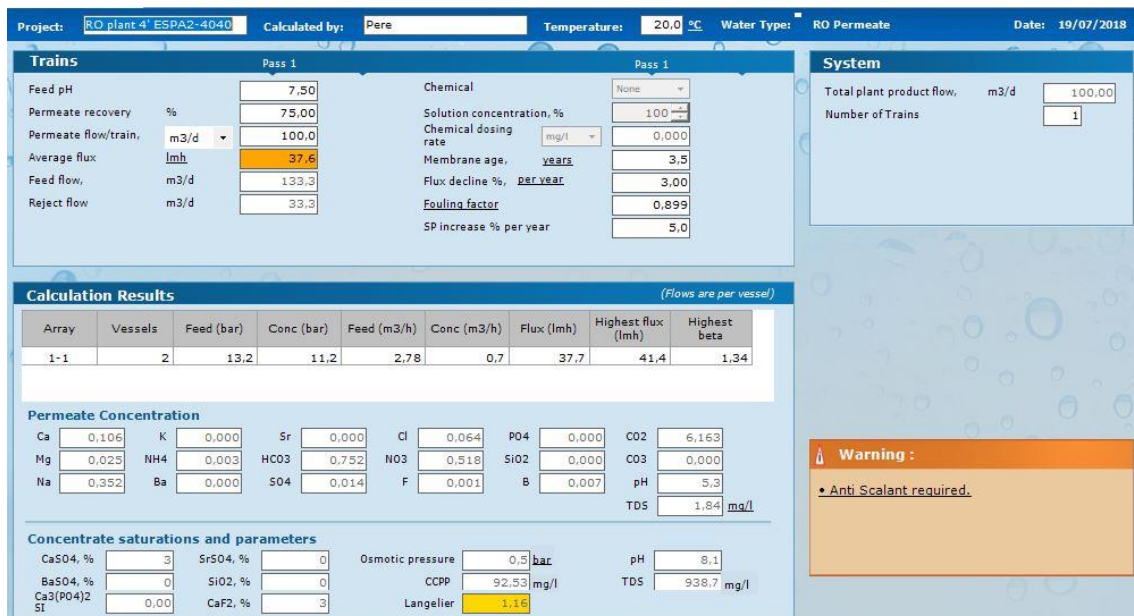 Project: RO plant 4' ESPA2-4040 Calculated by: Pere Temperature: 20,0 ºC Water Type: RO Permeate Date: 19/07/2018
Trains Pass 1 Pass 1
Feed pH 7,50 Chemical None
Permeate recovery % 75,00 Solution concentration, % 100
Permeate flow/train, m3/d 100,0 Chemical dosing rate mg/l 0,000
Average flux lmh 37,6 Membrane age, years 3,5
Feed flow, m3/d 133,3 Flux decline %, per year 3,00
Reject flow m3/d 33,3 Fouling factor 0,899
SP increase % per year 5,0
System
Total plant product flow, m3/d 100,00
Number of Trains 1
Calculation Results (Flows are per vessel)
Array Vessels Feed (bar) Conc (bar) Feed (m3/h) Conc (m3/h) Flux (lmh) Highest flux (lmh) Highest beta
1-1 2 13,2 11,2 2,78 0,7 37,7 41,4 1,34
Permeate Concentration
Ca 0,106 K 0,000 Sr 0,000 Cl 0,064 PO4 0,000 CO2 6,163
Mg 0,025 NH4 0,003 HCO3 0,752 NO3 0,518 SiO2 0,000 CO3 0,000
Na 0,352 Ba 0,000 SO4 0,014 F 0,001 B 0,007 pH 5,3
TDS 1,84 mg/l
Concentrate saturations and parameters
CaSO4, % 3 SrSO4, % 0 Osmotic pressure 0,5 bar pH 8,1
BaSO4, % 0 SiO2, % 0 CCPP 92,53 mg/l TDS 938,7 mg/l
Ca3(PO4)2 SI 0,00 CaF2, % 3 Langelier 1,16
Warning :
• Anti Scalant required.